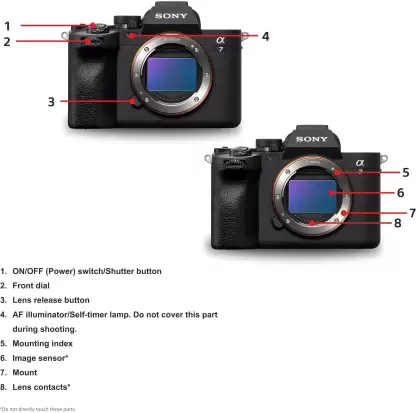 SONY
α
7
1
2
3
4
SONY
α
7
5
6
7
8
1. ON/OFF (Power) switch/Shutter button
2. Front dial
3. Lens release button
4. AF illuminator/Self-timer lamp. Do not cover this part
during shooting.
5. Mounting index
6. Image sensor*
7. Mount
8. Lens contacts*
*Do not directly touch these parts.